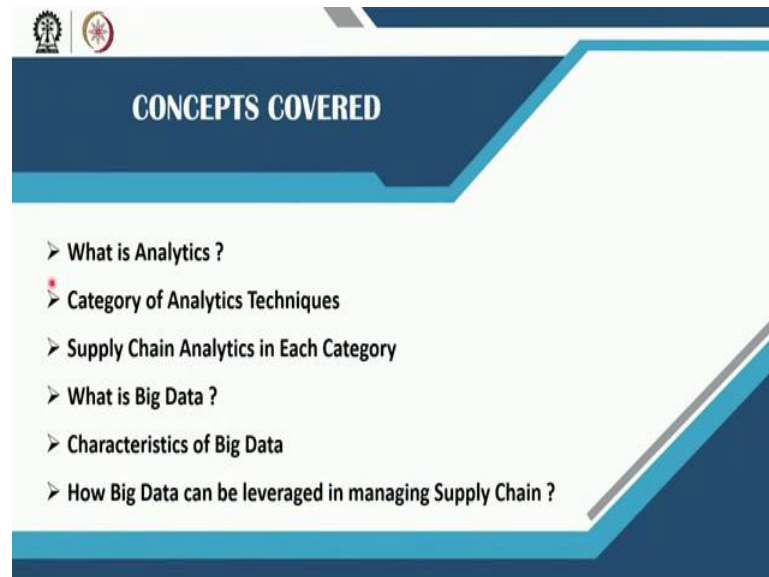 CONCEPTS COVERED
➢ What is Analytics ?
➢ Category of Analytics Techniques
➢ Supply Chain Analytics in Each Category
➢ What is Big Data ?
➢ Characteristics of Big Data
➢ How Big Data can be leveraged in managing Supply Chain ?